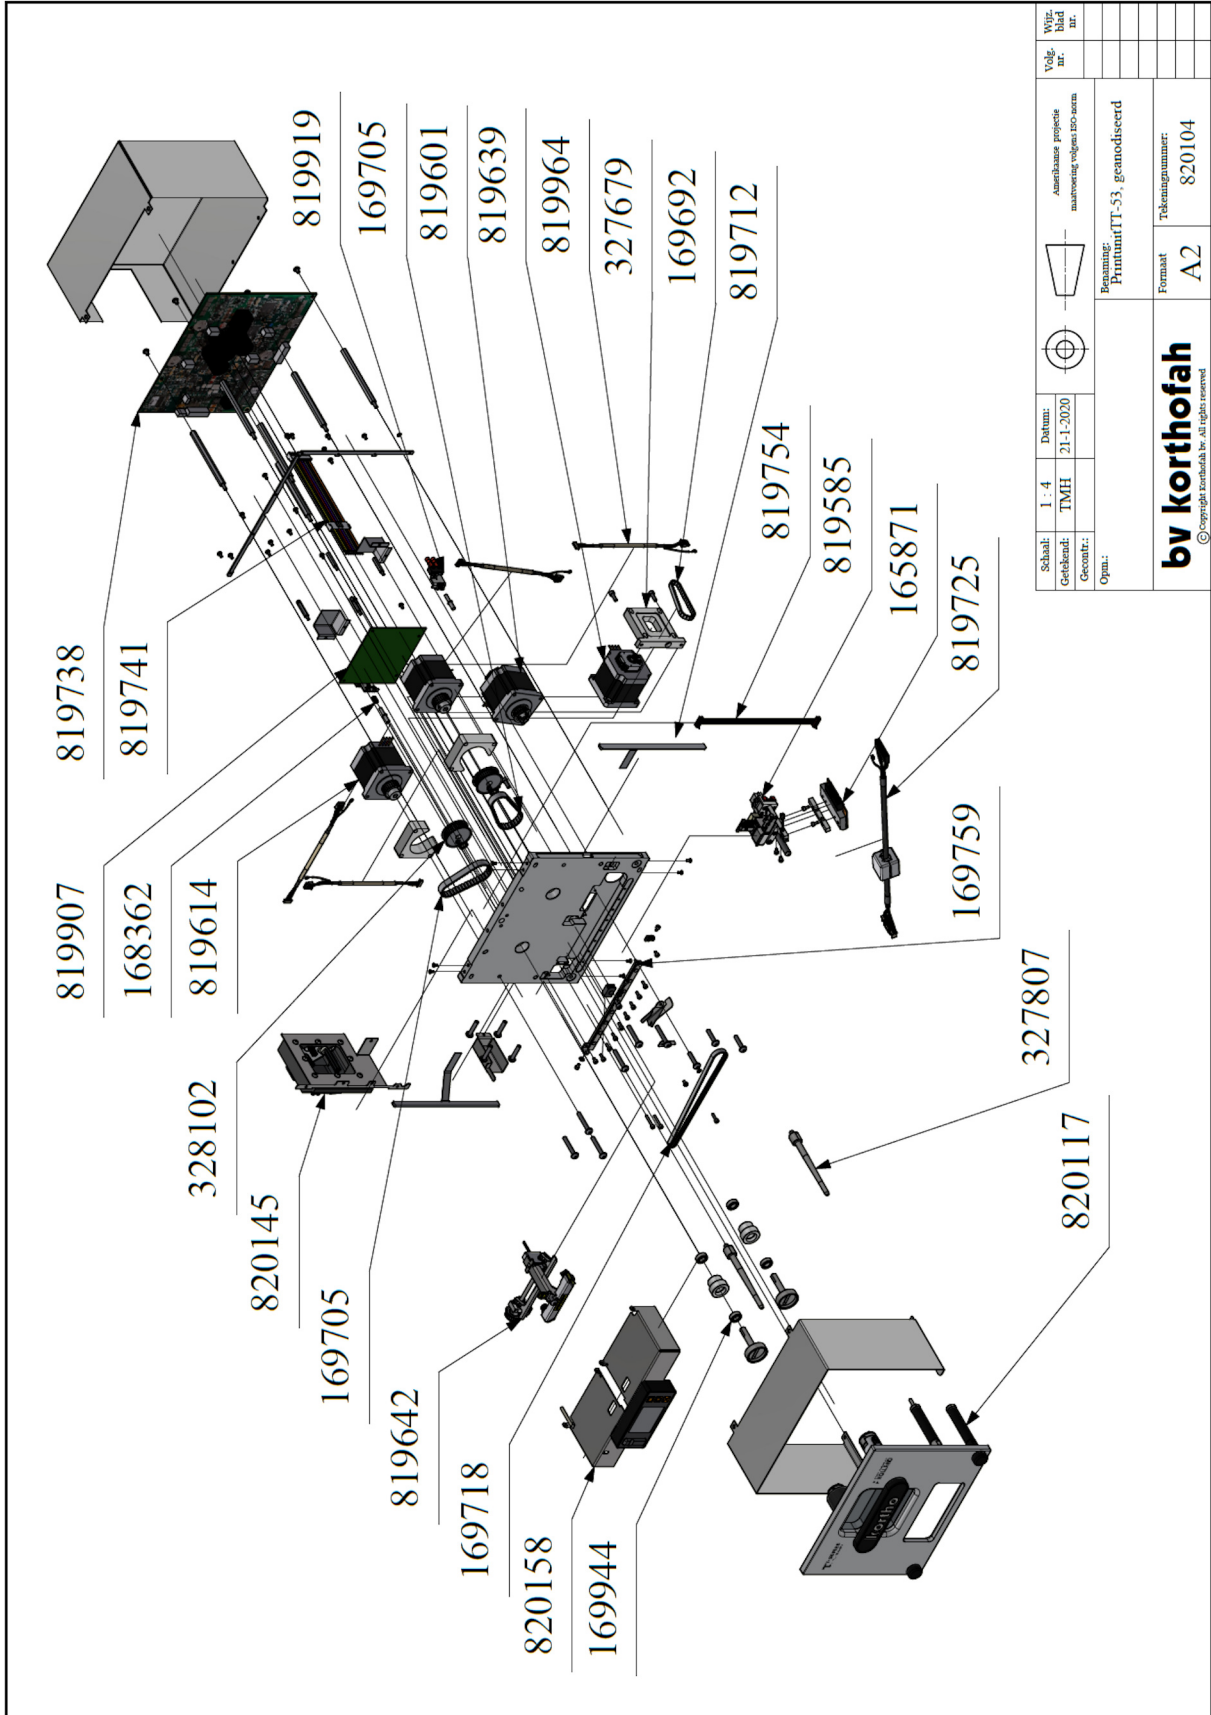 819738
819741
819919
169705
819601
819639
819964
327679
169692
819712
819907
168362
819614
819754
819585
165871
819725
328102
820145
169705
169759
819642
169718
327807
820158
169944
820117
kortho
Schaal: 1 : 4
Datum:
Getekend: TMH 21-1-2020
Gecontr.:
Opm.:
Amerikaanse projectie
maatvoering volgens ISO-norm
Volg. nr.
Wijz. blad nr.
Benaming:
PrintunitTT-53, geanodiseerd
bv korthofah
© Copyright Korthofah bv. All rights reserved
Formaat
A2
Tekeningnummer:
820104